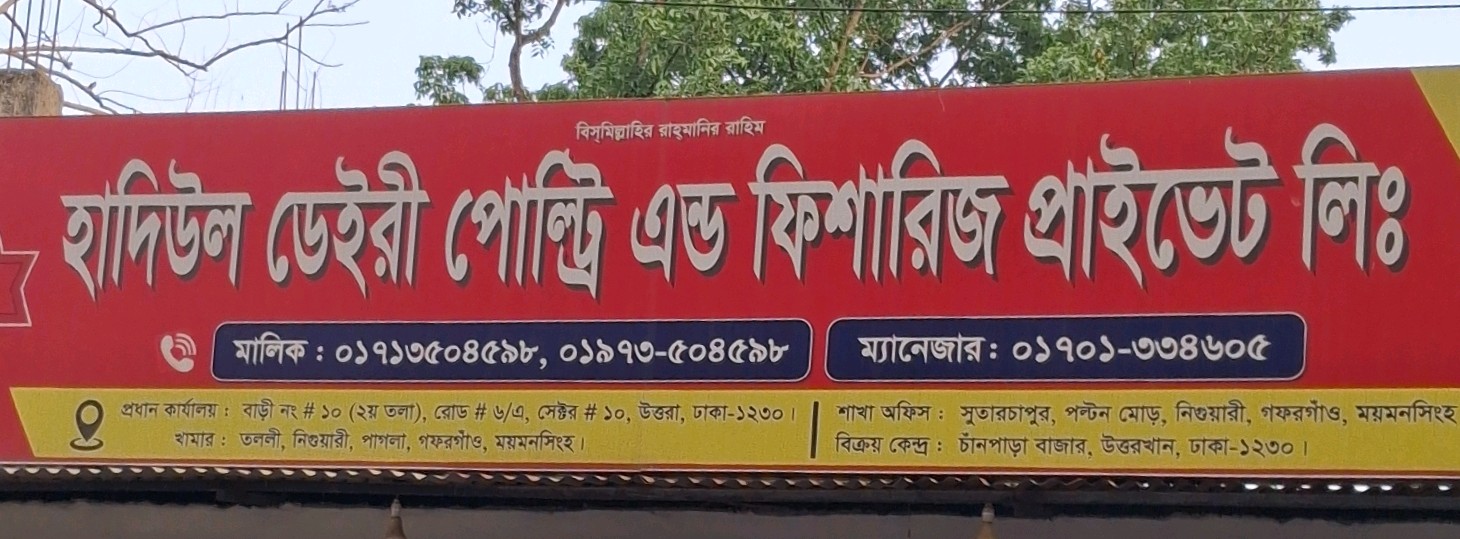 বিস্‌মিল্লাহির রাহ্‌মানির রাহিম
হাদিউল ডেইরী পোল্ট্রি এন্ড ফিশারিজ প্রাইভেট লিঃ
মালিক : ০১৭১৩৫০৪৫৯৮, ০১৯৭৩-৫০৪৫৯৮
ম্যানেজার : ০১৭০১-৩৩৪৬০৫
প্রধান কার্যালয় : বাড়ী নং # ১০ (২য় তলা), রোড # ৬/এ, সেক্টর # ১০, উত্তরা, ঢাকা-১২৩০।
খামার : তললী, নিগুয়ারী, পাগলা, গফরগাঁও, ময়মনসিংহ।
শাখা অফিস : সুতারচাপুর, পল্টন মোড়, নিগুয়ারী, গফরগাঁও, ময়মনসিংহ
বিক্রয় কেন্দ্র : চাঁনপাড়া বাজার, উত্তরখান, ঢাকা-১২৩০।